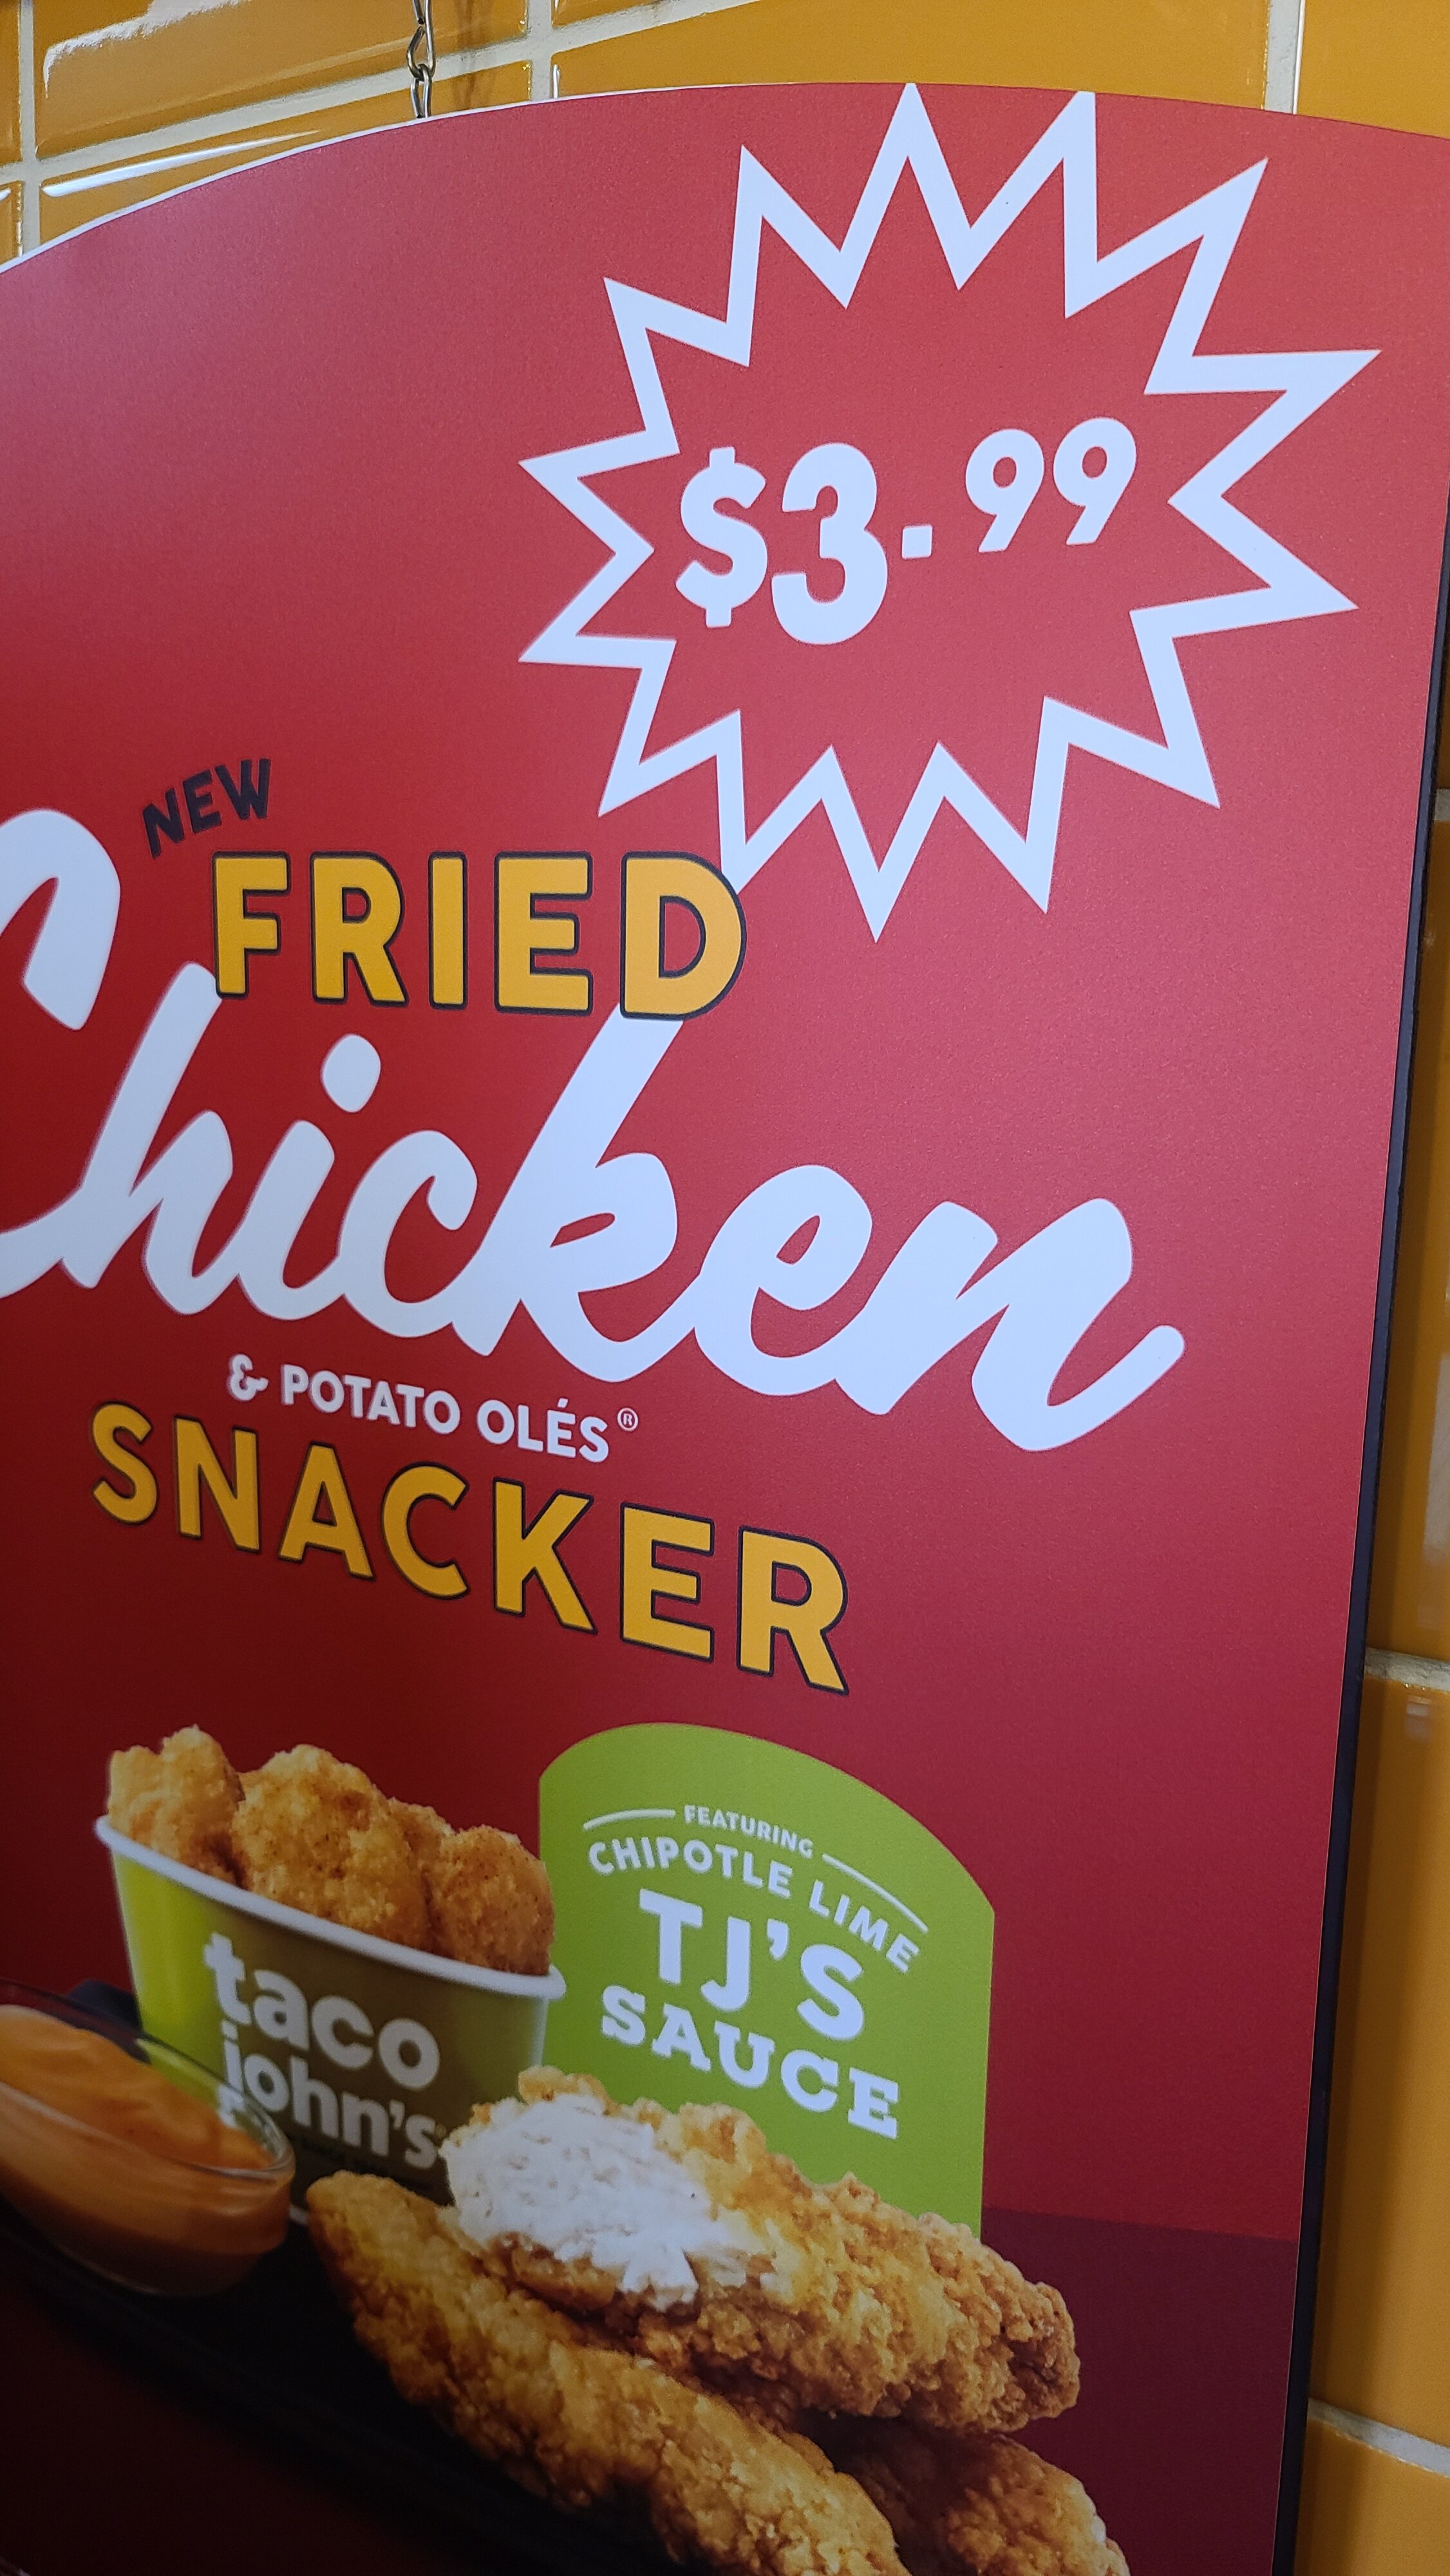 $3.99
NEW
FRIED
Chicken
& POTATO OLÉS®
SNACKER
FEATURING
CHIPOTLE LIME
TJ'S
SAUCE
taco
john's